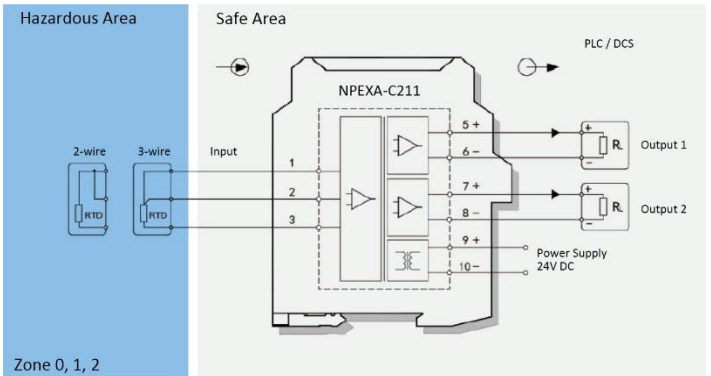 Hazardous Area
Safe Area
PLC / DCS
NPEXA-C211
2-wire
3-wire
Input
RTD
RTD
1
2
3
5 +
6 −
7 +
8 −
9 +
10 −
+
−
RL
Output 1
+
−
RL
Output 2
Power Supply
24V DC
Zone 0, 1, 2